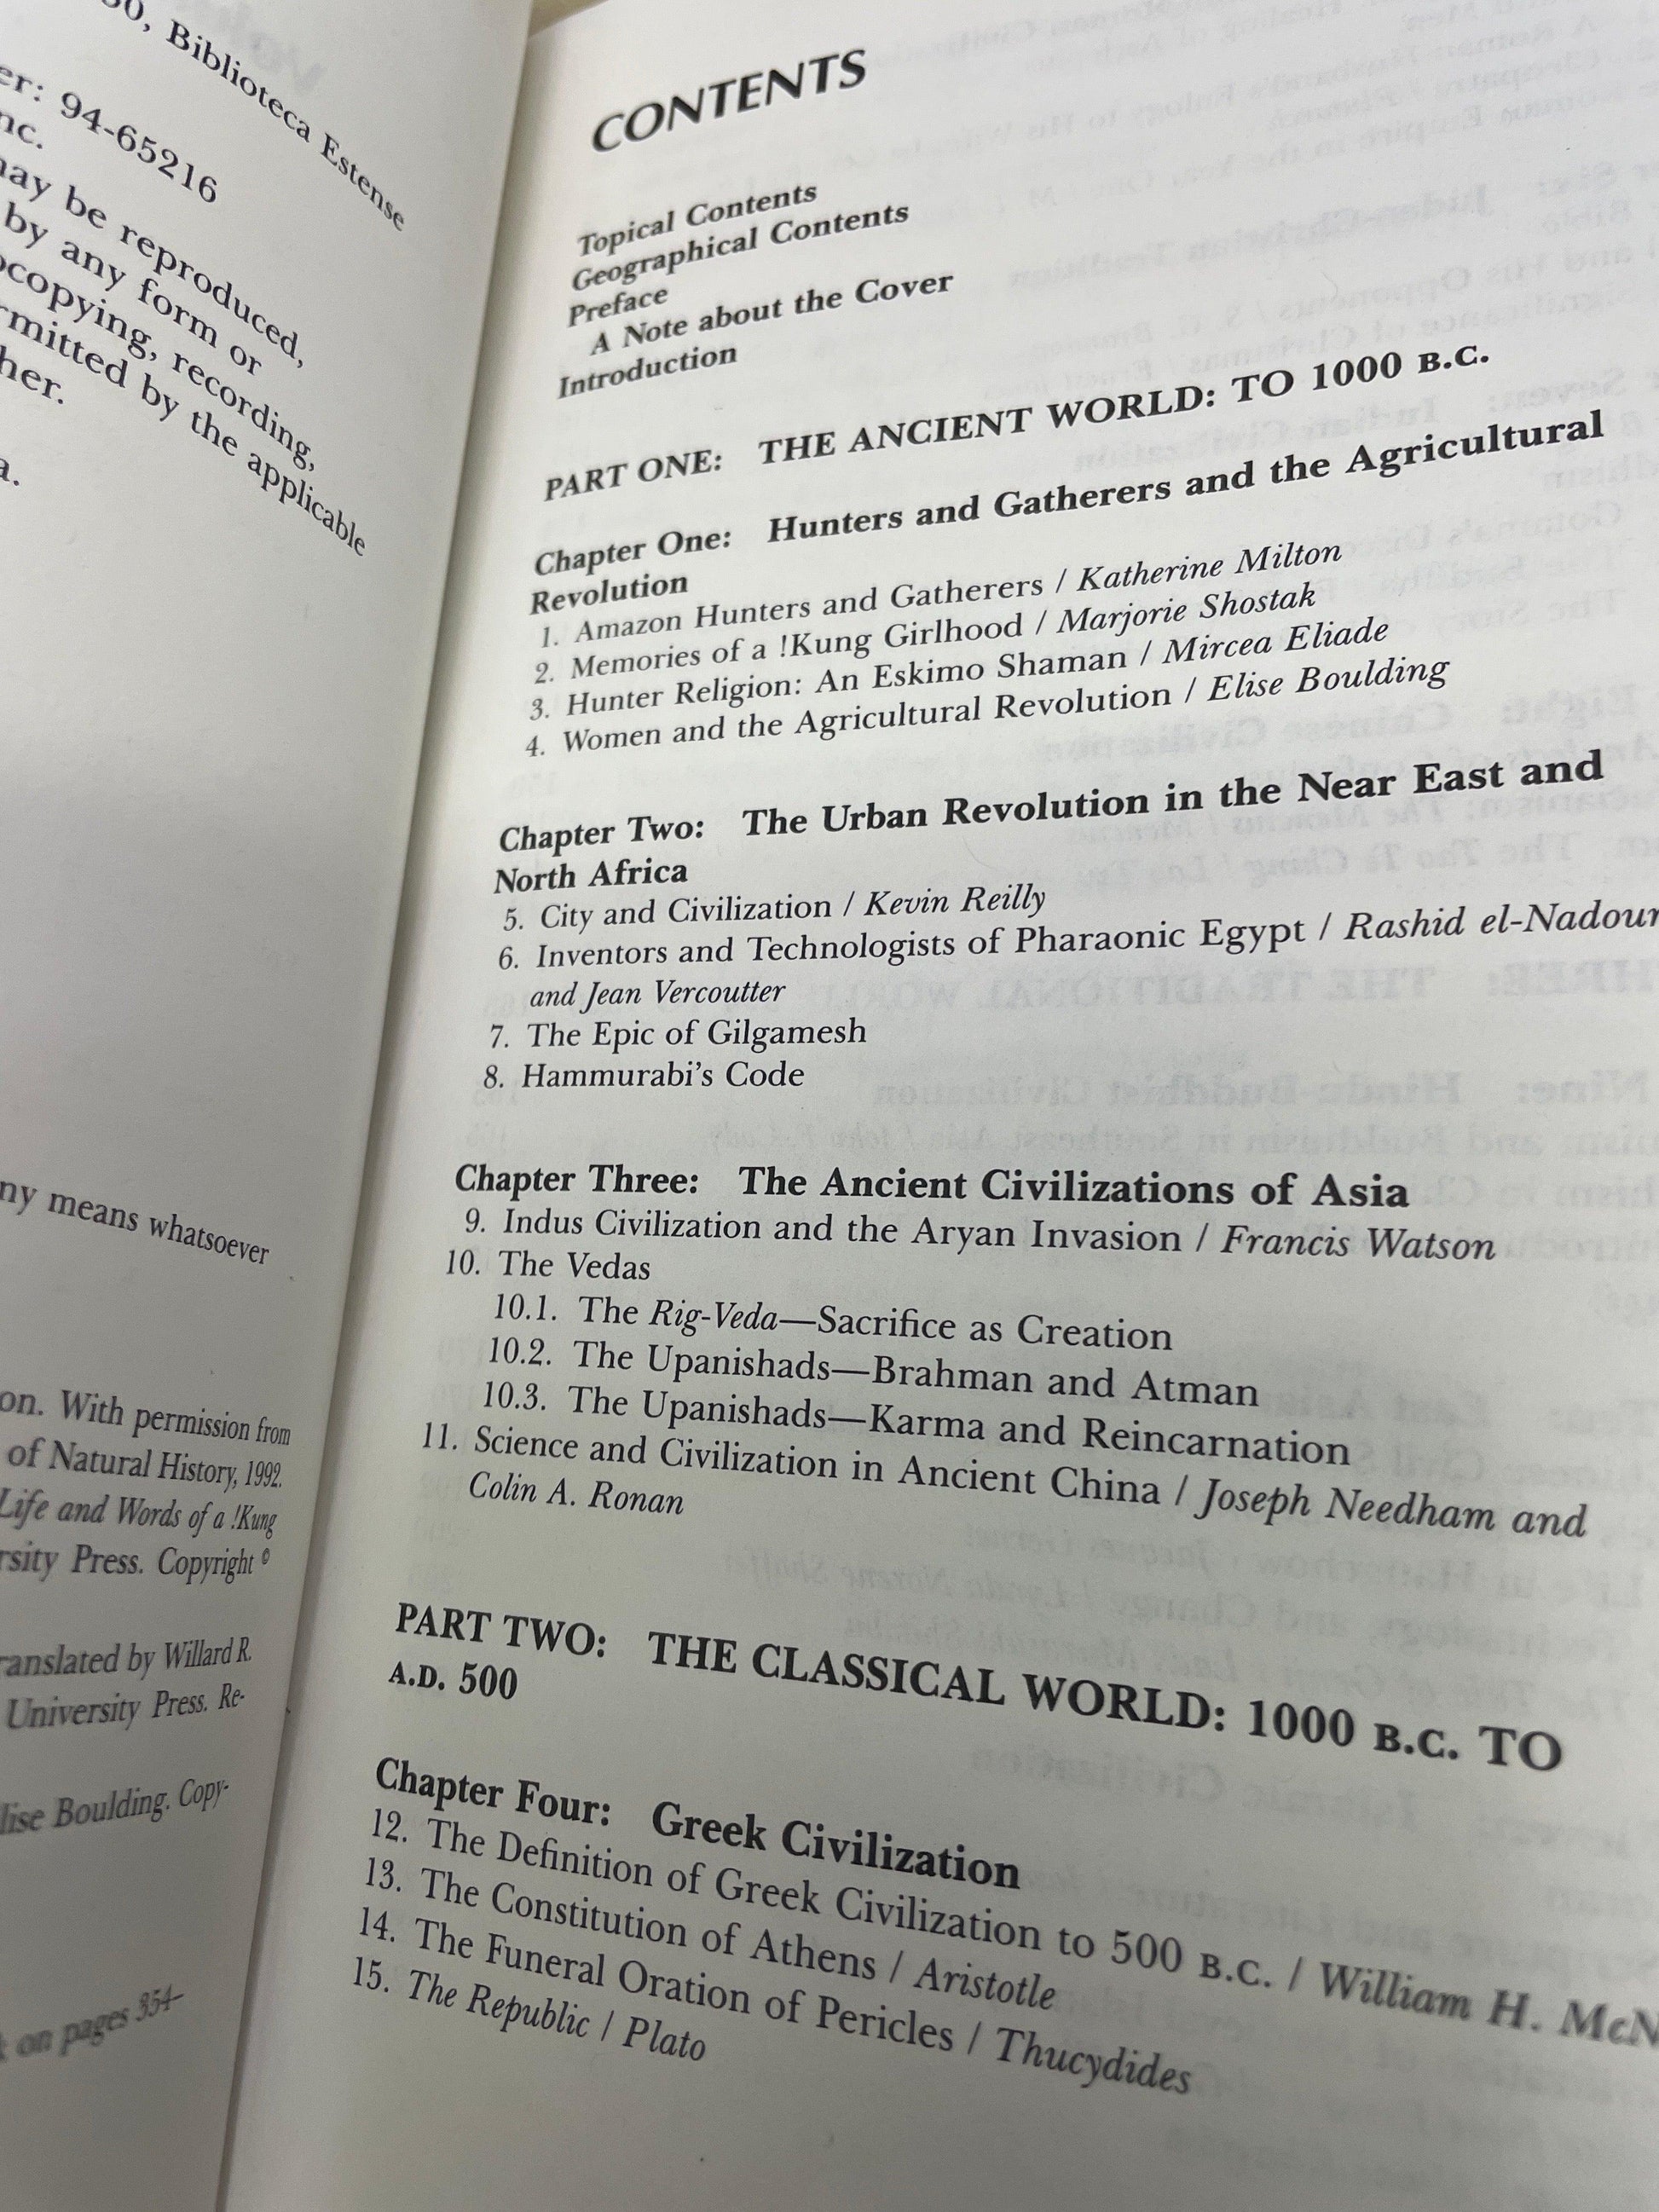 0, Biblioteca Estense
er: 94-65216
nc.
may be reproduced,
by any form or
ocopying, recording,
rmitted by the applicable
her.
a.
ny means whatsoever
on. With permission from
of Natural History, 1992.
Life and Words of a !Kung
rsity Press. Copyright ©
ranslated by Willard R.
University Press. Re-
lise Boulding. Copy-
on pages 354-
CONTENTS
Topical Contents
Geographical Contents
Preface
A Note about the Cover
Introduction
PART ONE: THE ANCIENT WORLD: TO 1000 B.C.
Chapter One: Hunters and Gatherers and the Agricultural
Revolution
1. Amazon Hunters and Gatherers / Katherine Milton
2. Memories of a !Kung Girlhood / Marjorie Shostak
3. Hunter Religion: An Eskimo Shaman / Mircea Eliade
4. Women and the Agricultural Revolution / Elise Boulding
Chapter Two: The Urban Revolution in the Near East and
North Africa
5. City and Civilization / Kevin Reilly
6. Inventors and Technologists of Pharaonic Egypt / Rashid el-Nadour
and Jean Vercoutter
7. The Epic of Gilgamesh
8. Hammurabi's Code
Chapter Three: The Ancient Civilizations of Asia
9. Indus Civilization and the Aryan Invasion / Francis Watson
10. The Vedas
10.1. The Rig-Veda—Sacrifice as Creation
10.2. The Upanishads—Brahman and Atman
10.3. The Upanishads—Karma and Reincarnation
11. Science and Civilization in Ancient China / Joseph Needham and
Colin A. Ronan
PART TWO: THE CLASSICAL WORLD: 1000 B.C. TO
A.D. 500
Chapter Four: Greek Civilization
12. The Definition of Greek Civilization to 500 B.C. / William H. McN
13. The Constitution of Athens / Aristotle
14. The Funeral Oration of Pericles / Thucydides
15. The Republic / Plato